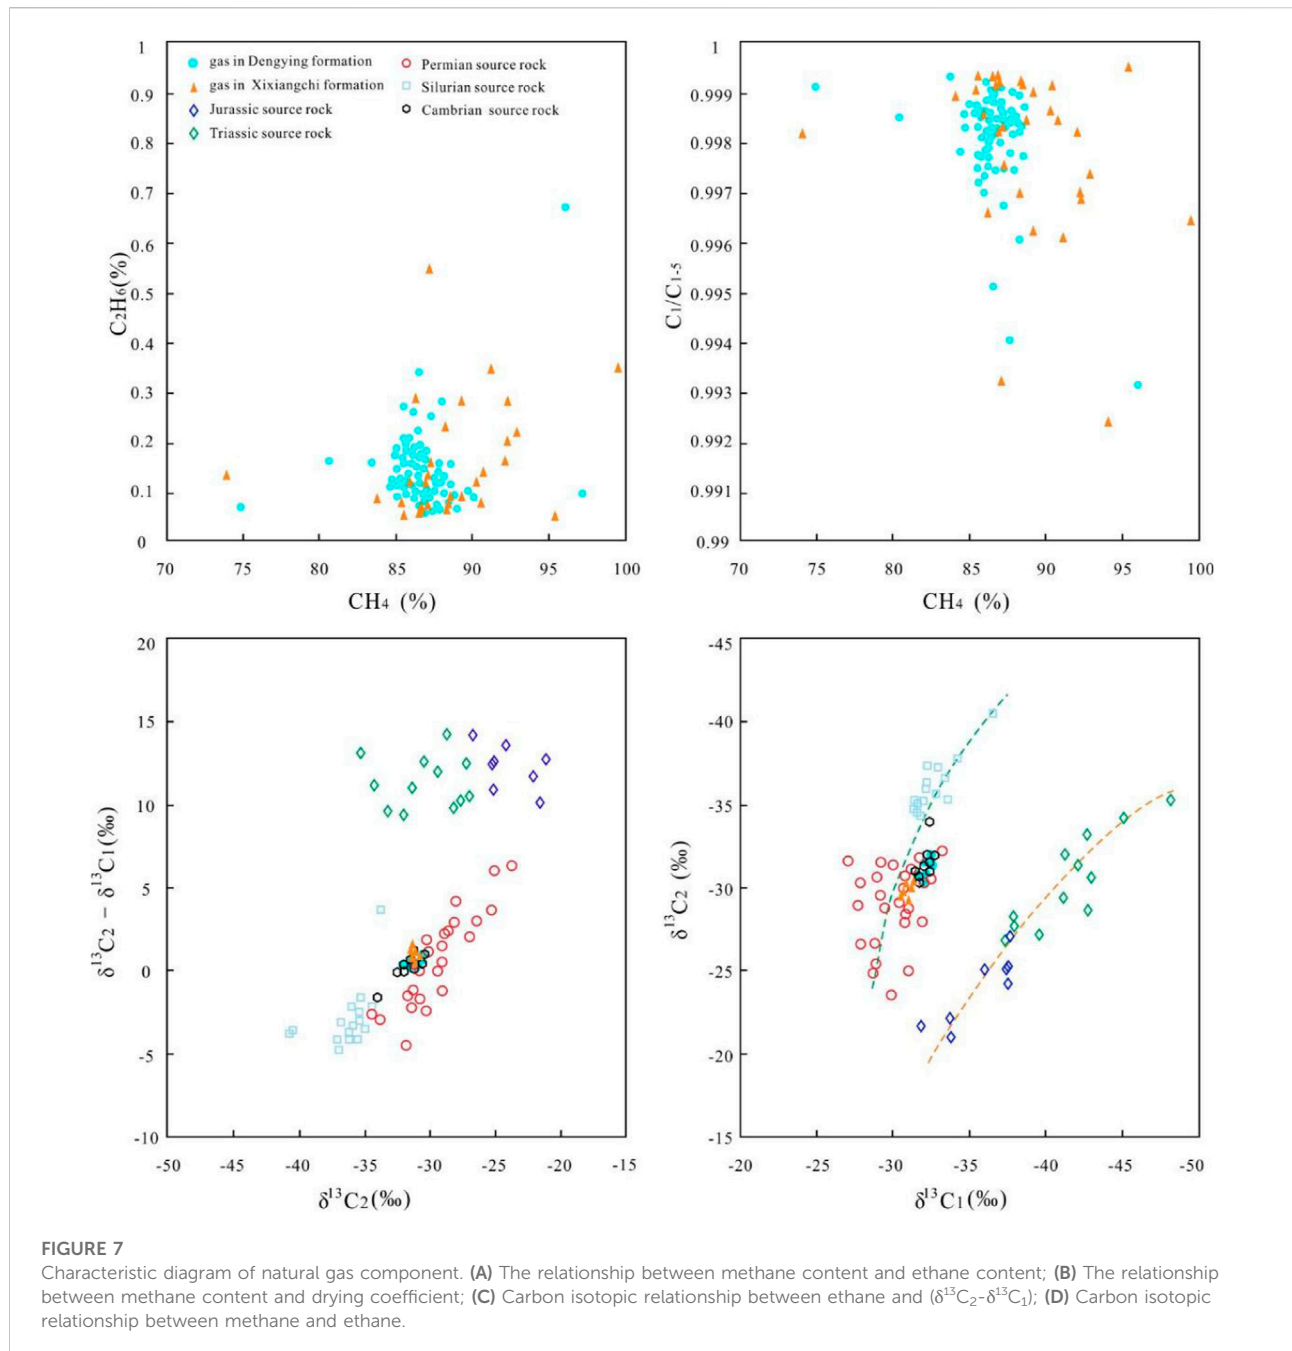 1
0.9
0.8
0.7
0.6
0.5
0.4
0.3
0.2
0.1
0
gas in Dengying formation
gas in Xixiangchi formation
Jurassic source rock
Triassic source rock
Permian source rock
Silurian source rock
Cambrian source rock
C₂H₆(%)
70 75 80 85 90 95 100
CH₄ (%)
1
0.999
0.998
0.997
0.996
0.995
0.994
0.993
0.992
0.991
0.99
C₁/C₁₋₅
70 75 80 85 90 95 100
CH₄ (%)
20
15
10
5
0
-5
-10
δ¹³C₂ – δ¹³C₁(‰)
-50 -45 -40 -35 -30 -25 -20 -15
δ¹³C₂(‰)
-45
-40
-35
-30
-25
-20
-15
δ¹³C₂ (‰)
-20 -25 -30 -35 -40 -45 -50
δ¹³C₁(‰)
FIGURE 7
Characteristic diagram of natural gas component. (A) The relationship between methane content and ethane content; (B) The relationship
between methane content and drying coefficient; (C) Carbon isotopic relationship between ethane and (δ¹³C₂-δ¹³C₁); (D) Carbon isotopic
relationship between methane and ethane.